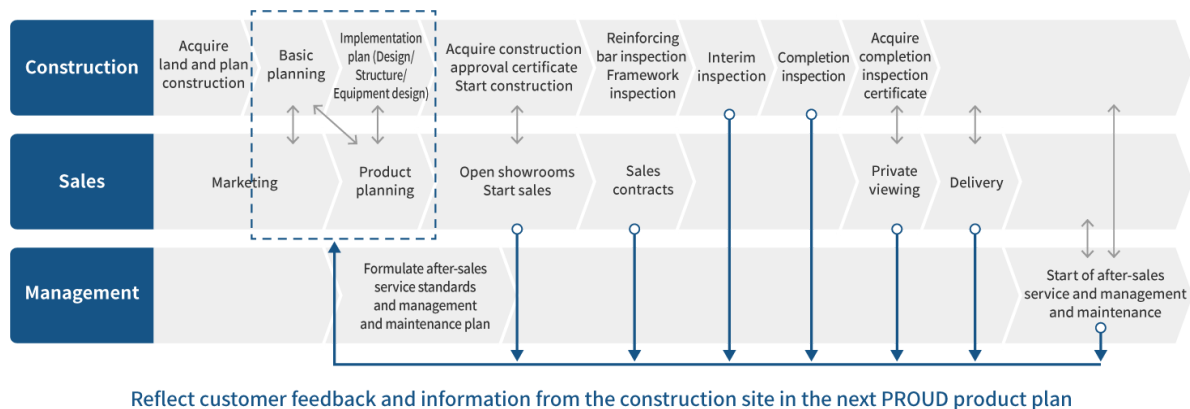 Construction
Acquire
land and plan
construction
Basic
planning
Implementation
plan (Design/
Structure/
Equipment design)
Acquire construction
approval certificate
Start construction
Reinforcing
bar inspection
Framework
inspection
Interim
inspection
Completion
inspection
Acquire
completion
inspection
certificate
Sales
Marketing
Product
planning
Open showrooms
Start sales
Sales
contracts
Private
viewing
Delivery
Management
Formulate after-sales
service standards
and management
and maintenance plan
Start of after-sales
service and management
and maintenance
Reflect customer feedback and information from the construction site in the next PROUD product plan